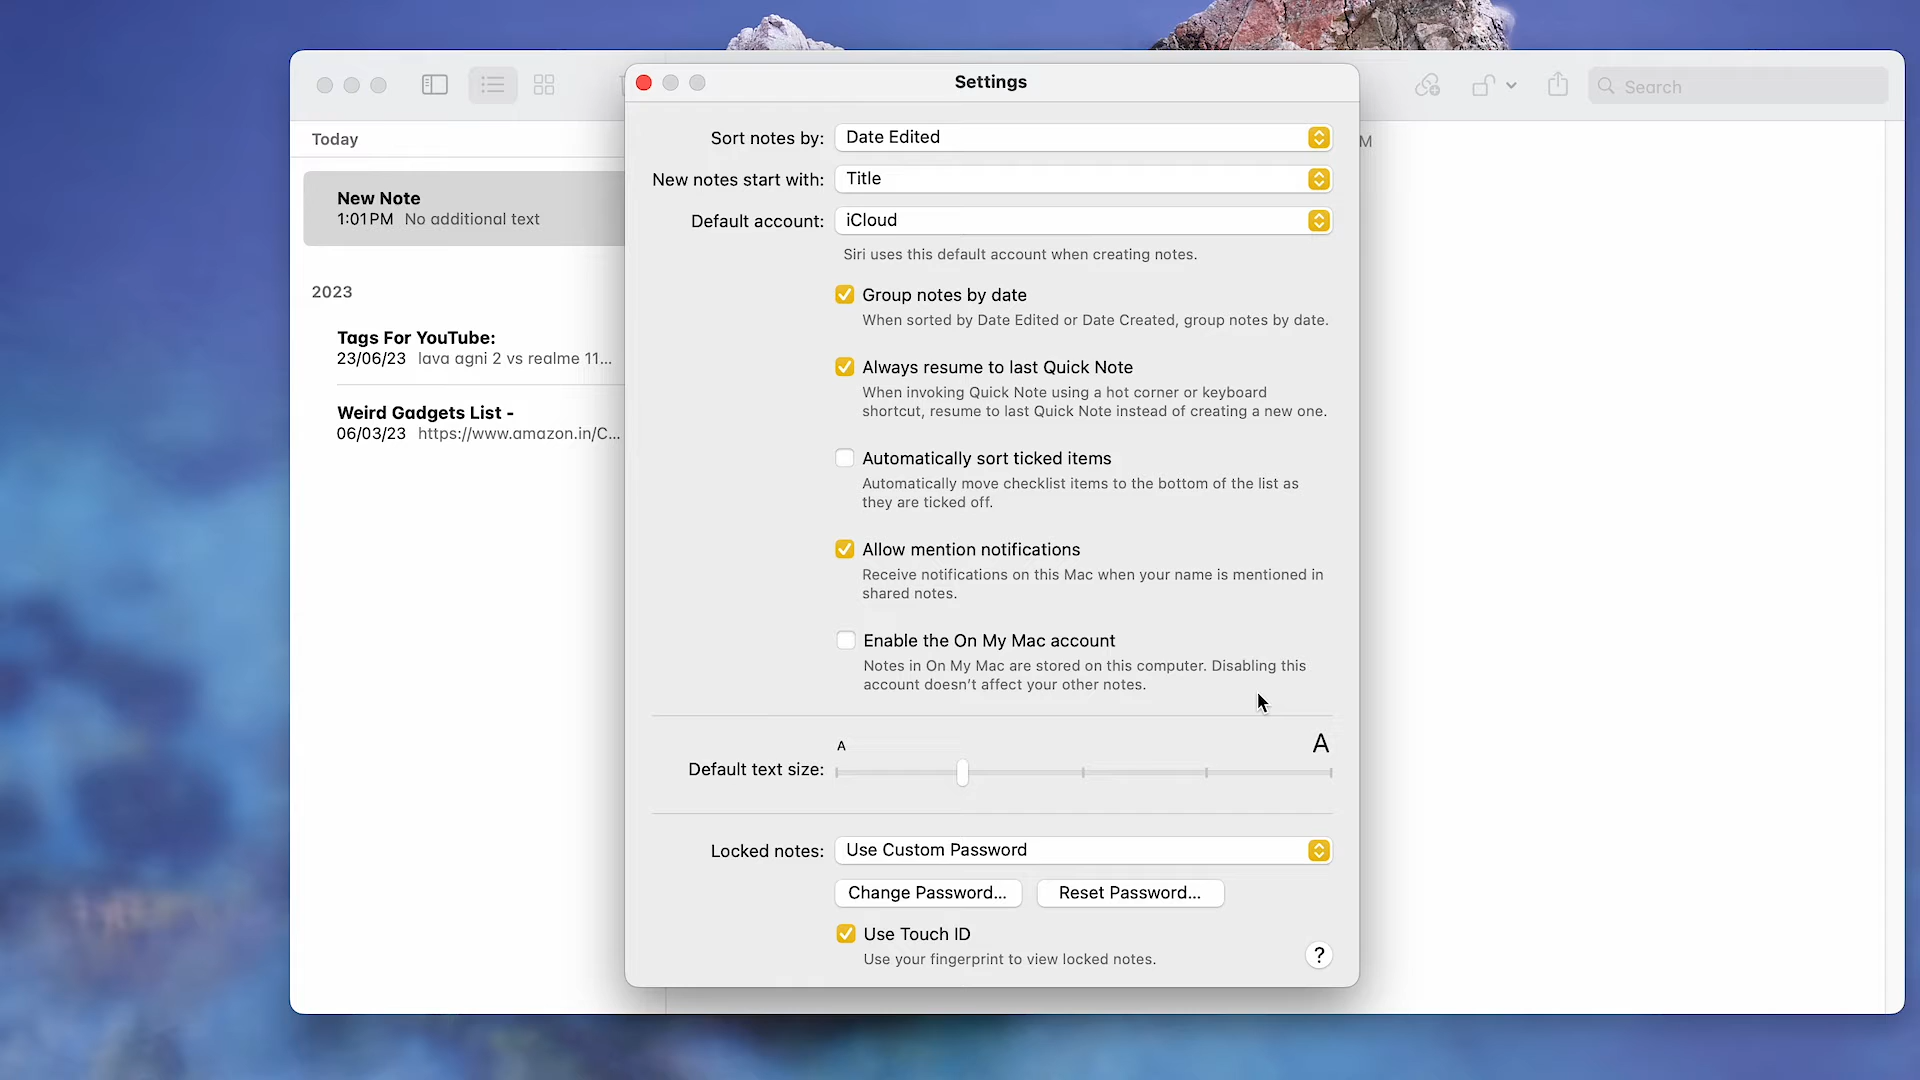 Settings
Search
Today
New Note
1:01 PM No additional text
2023
Tags For YouTube:
23/06/23 lava agni 2 vs realme 11...
Weird Gadgets List -
06/03/23 https://www.amazon.in/C...
M
Sort notes by: Date Edited
New notes start with: Title
Default account: iCloud
Siri uses this default account when creating notes.
Group notes by date
When sorted by Date Edited or Date Created, group notes by date.
Always resume to last Quick Note
When invoking Quick Note using a hot corner or keyboard
shortcut, resume to last Quick Note instead of creating a new one.
Automatically sort ticked items
Automatically move checklist items to the bottom of the list as
they are ticked off.
Allow mention notifications
Receive notifications on this Mac when your name is mentioned in
shared notes.
Enable the On My Mac account
Notes in On My Mac are stored on this computer. Disabling this
account doesn't affect your other notes.
A A
Default text size:
Locked notes: Use Custom Password
Change Password... Reset Password...
Use Touch ID
Use your fingerprint to view locked notes.
?